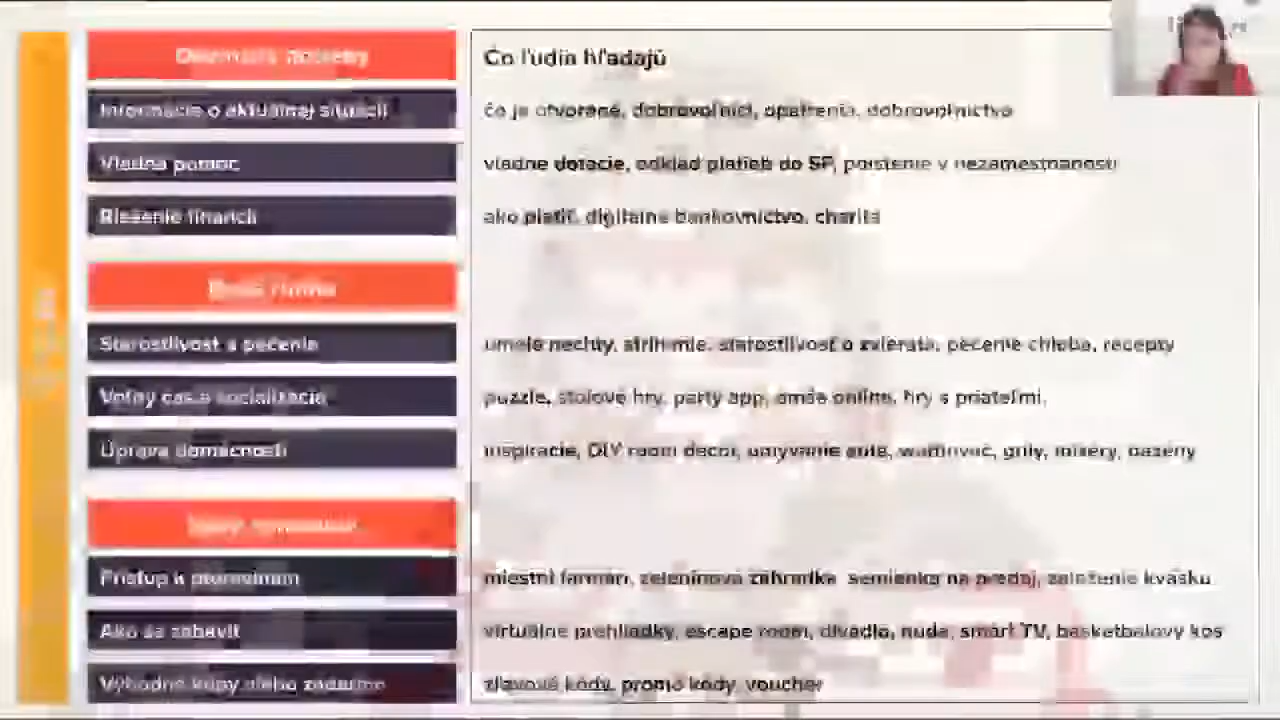 Čo ľudia hľadajú
Informácie o aktuálnej situácii
čo je otvorené, dobrovoľníci, opatrenia, dobrovoľníctvo
Vládna pomoc
vládne dotácie, odklad platieb do SP, poistenie v nezamestnanosti
Riešenie financií
ako platiť, digitálne bankovníctvo, charita
Starostlivosť a pečenie
umelé nechty, strihanie, starostlivosť o zvieratá, pečenie chleba, recepty
Voľný čas a socializácia
puzzle, stolové hry, party app, omše online, hry s priateľmi,
Úprava domácnosti
inšpirácie, DIY room decor, umývanie auta, grily, mixéry, bazény
Prístup k potravinám
miestni farmári, zeleninová záhradka semienka na predaj, založenie kvásku
Ako sa zabaviť
virtuálne prehliadky, escape room, divadlo, nuda, smart TV, basketbalový kôš
Výhodné kúpy alebo zadarmo
zľavové kódy, promo kódy, voucher